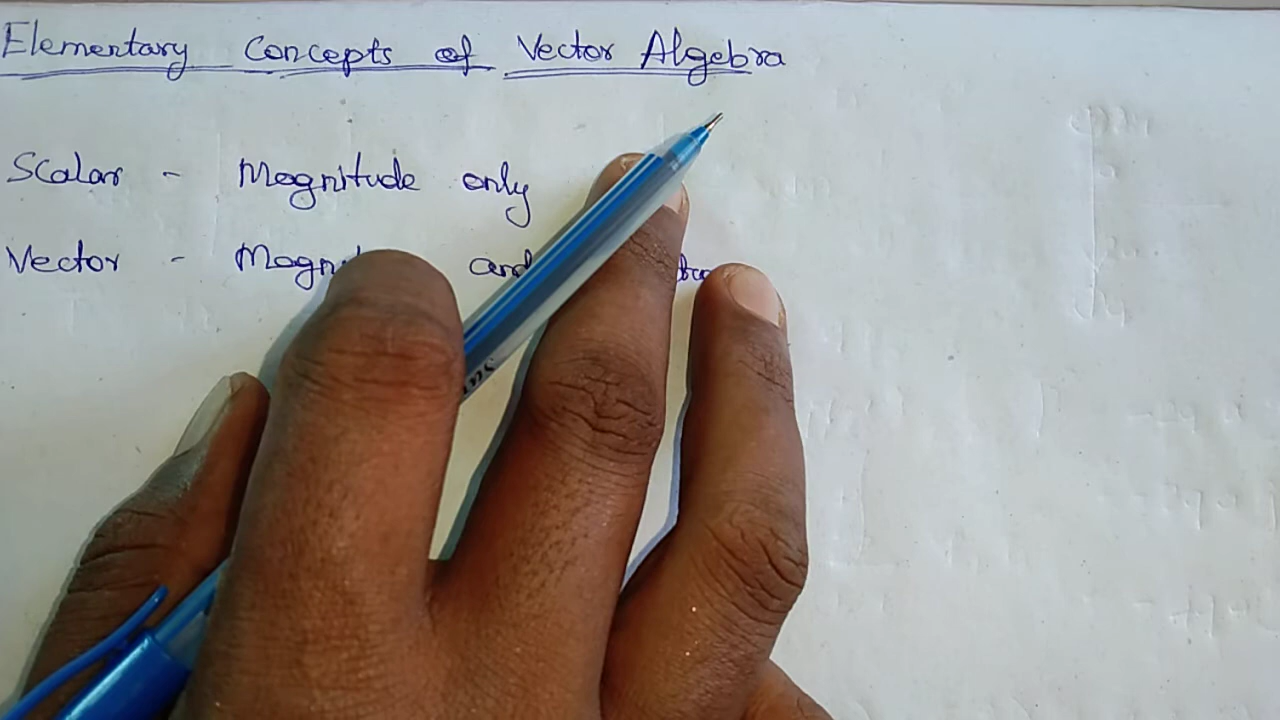 Elementary Concepts of Vector Algebra
Scalar - Magnitude only
Vector - and